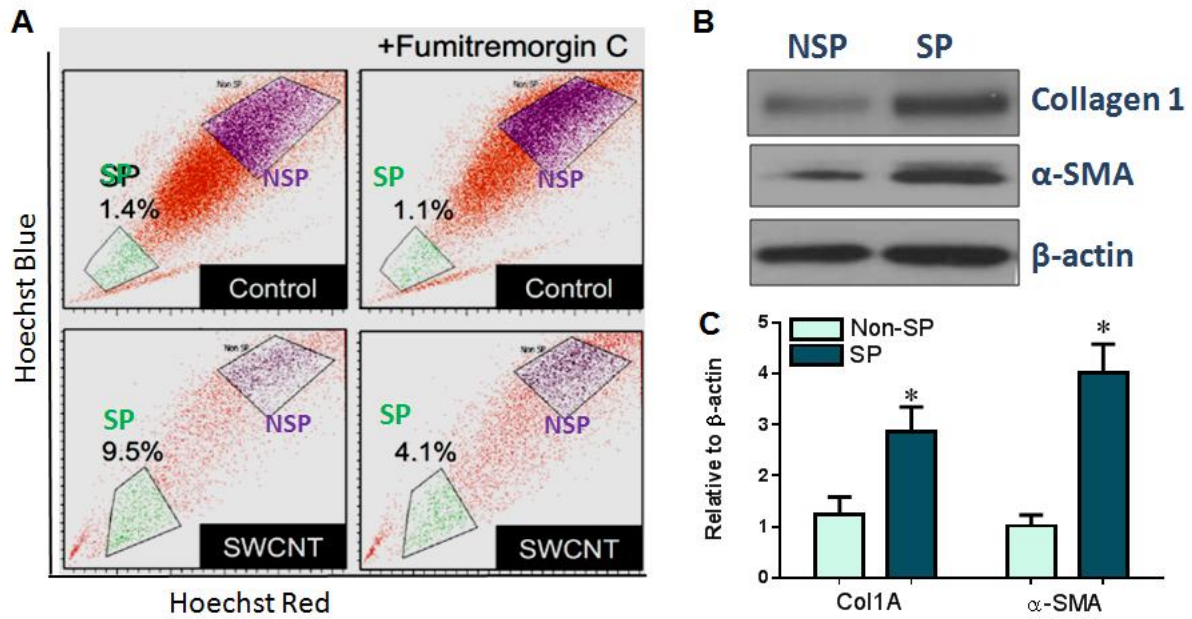 A
+Fumitremorgin C
Non SP
SP
SP
1.4%
NSP
Control
Non SP
SP
1.1%
NSP
Control
Non SP
SP
9.5%
NSP
SWCNT
Non SP
SP
4.1%
NSP
SWCNT
Hoechst Blue
Hoechst Red
B
NSP SP
Collagen 1
α-SMA
β-actin
C
Non-SP
SP
Relative to β-actin
5
4
3
2
1
0
*
*
Col1A α-SMA